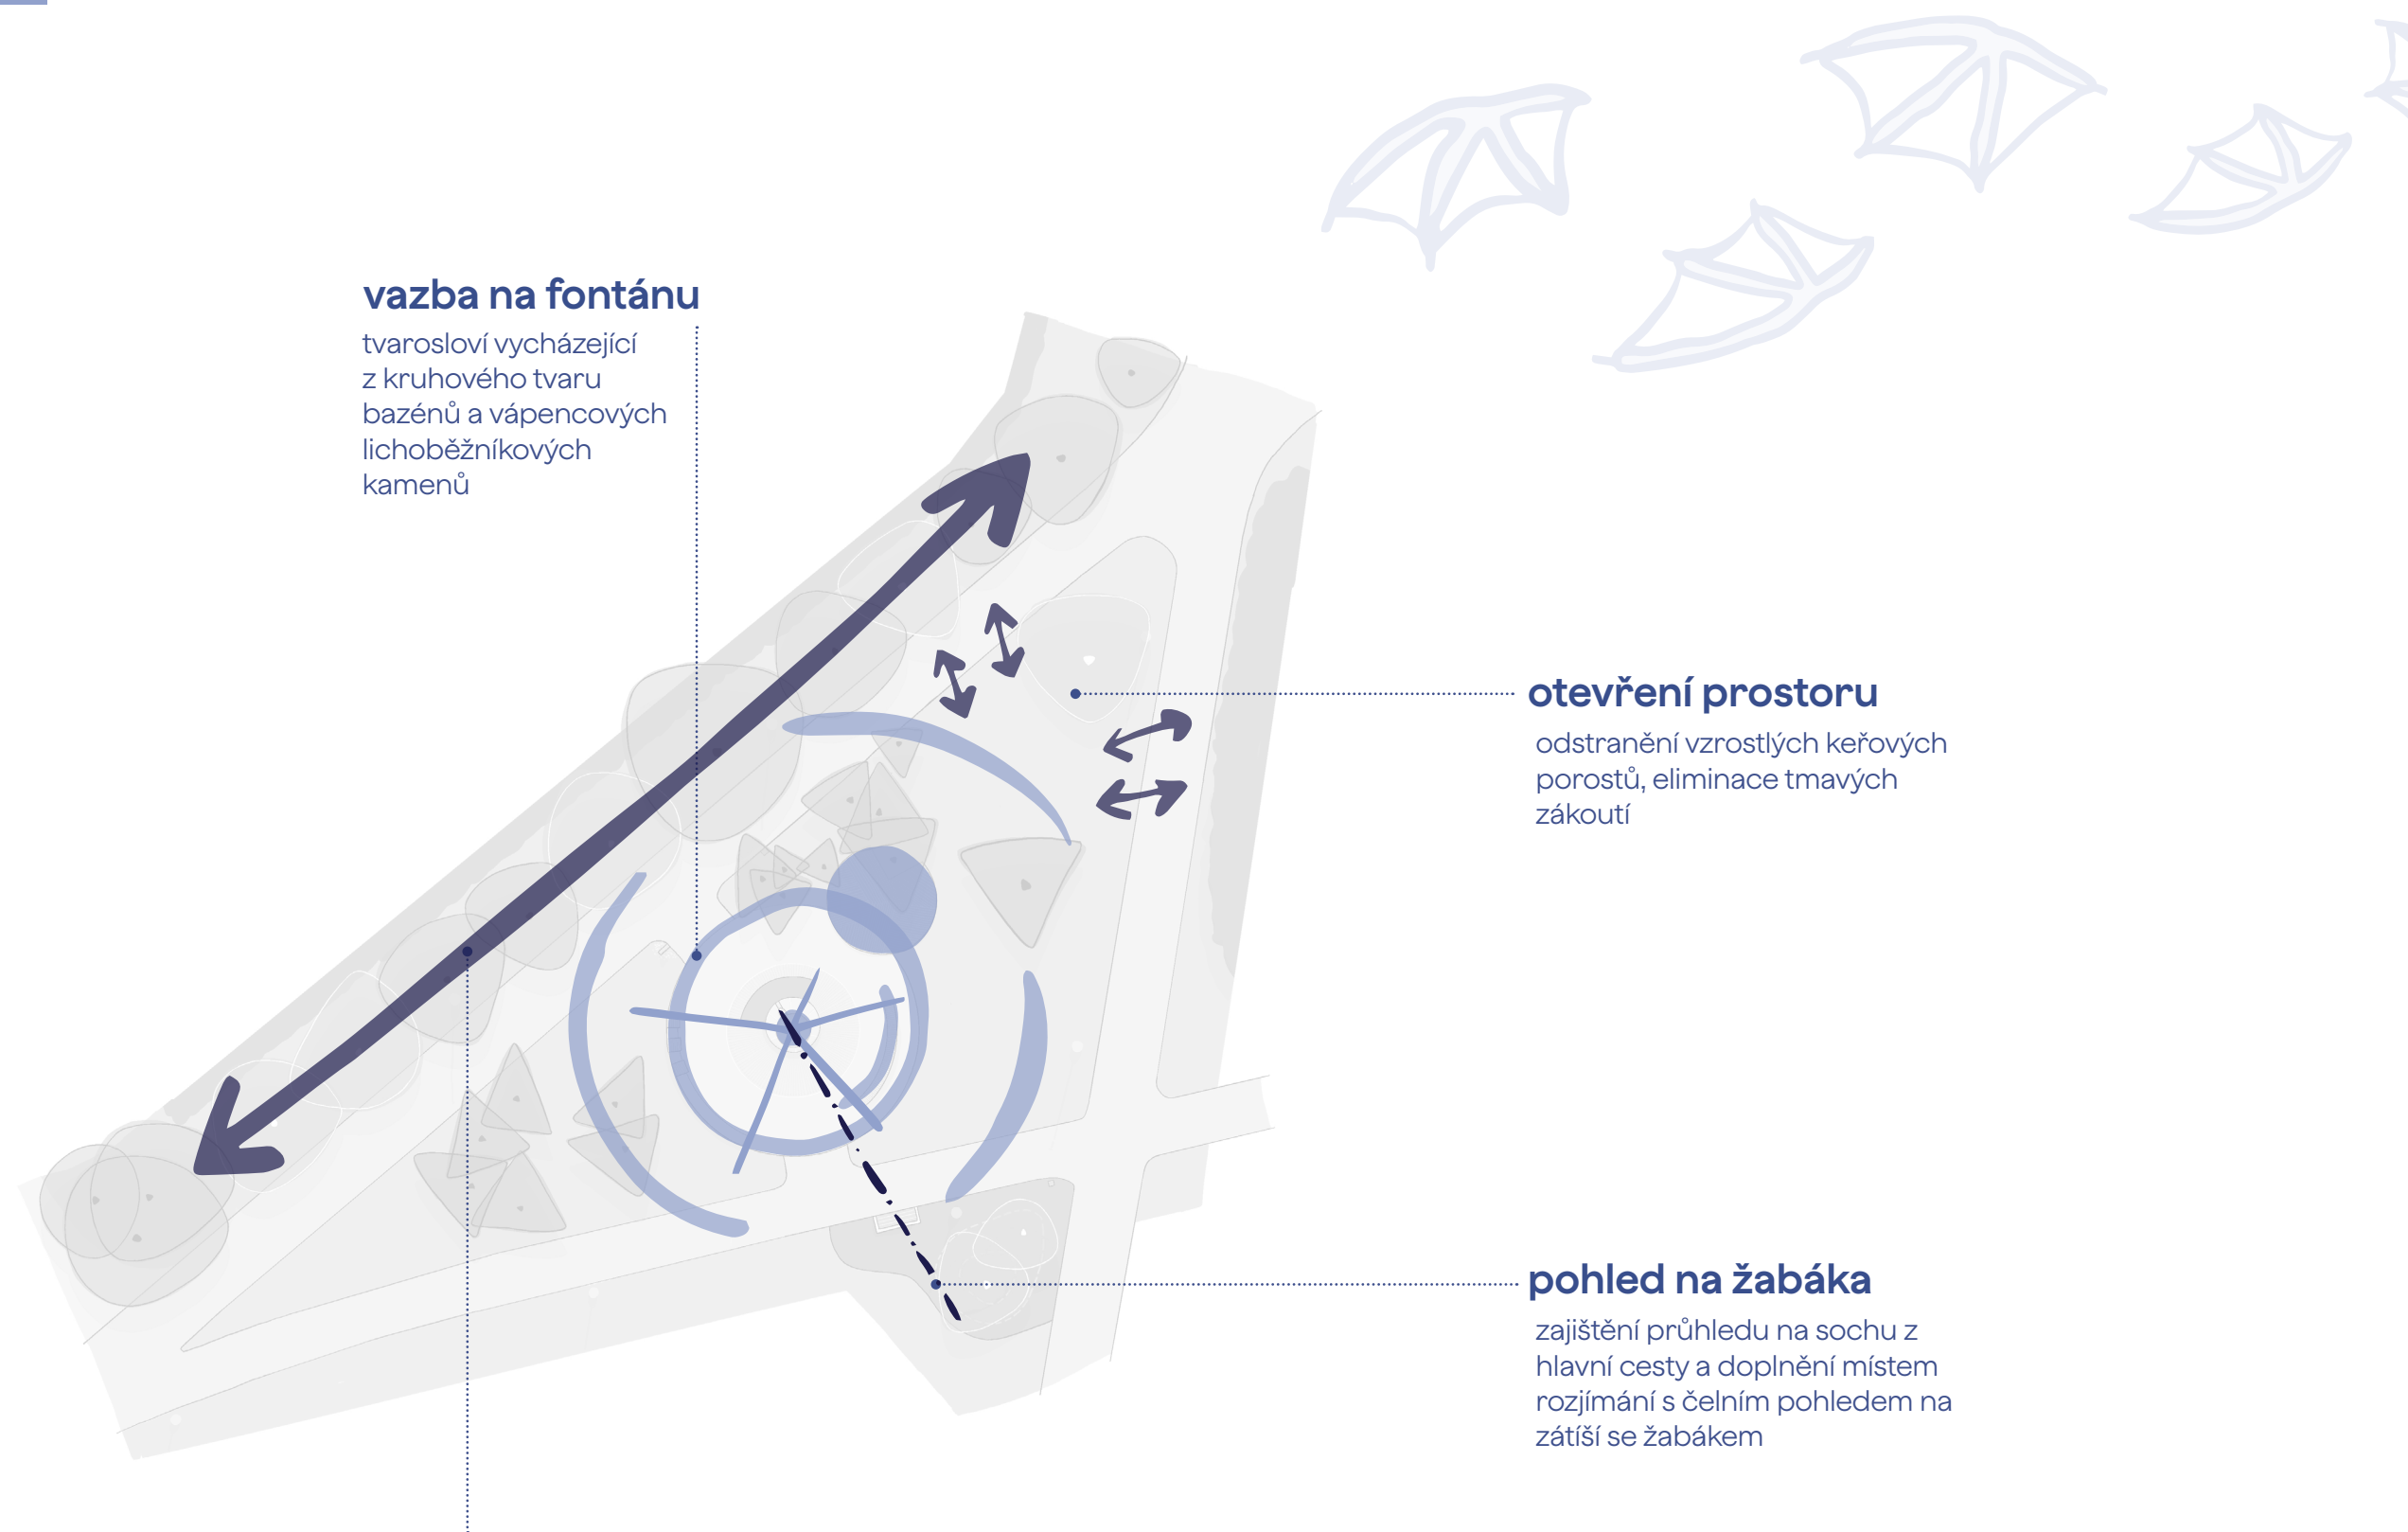 vazba na fontánu
tvarosloví vycházející
z kruhového tvaru
bazénů a vápencových
lichoběžníkových
kamenů
otevření prostoru
odstranění vzrostlých keřových
porostů, eliminace tmavých
zákoutí
pohled na žabáka
zajištění průhledu na sochu z
hlavní cesty a doplnění místem
rozjímání s čelním pohledem na
zátíší se žabákem